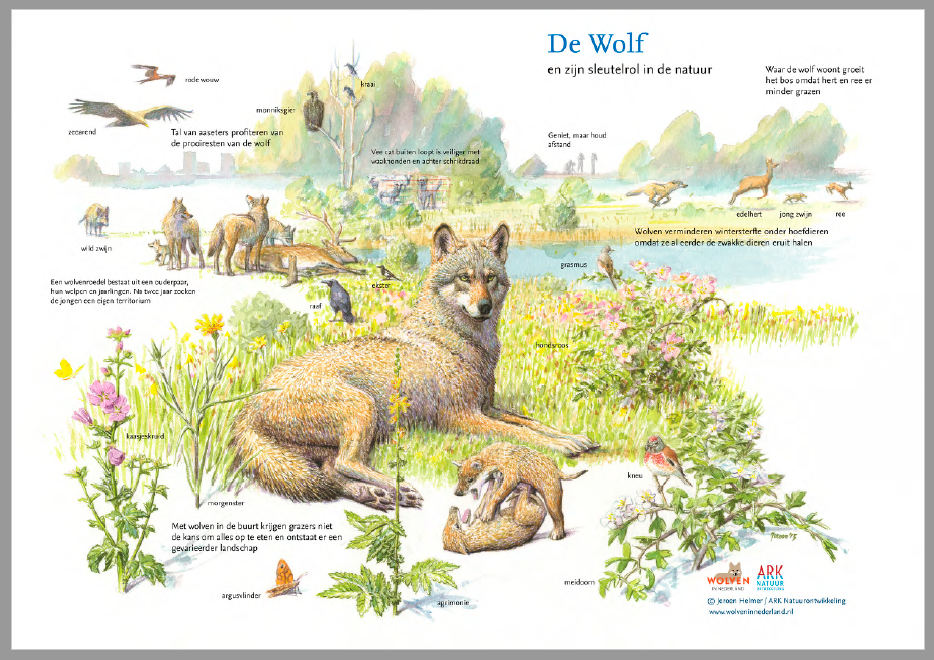 De Wolf
en zijn sleutelrol in de natuur
Waar de wolf woont groeit
het bos omdat hert en ree er
minder grazen
rode wouw
kraai
monniksgier
zeearend
Tal van aaseters profiteren van
de prooiresten van de wolf
Geniet, maar houd
afstand
Vee dat buiten loopt is veiliger met
waakhonden en achter schrikdraad
edelhert
jong zwijn
ree
wild zwijn
Wolven verminderen wintersterfte onder hoefdieren
omdat ze al eerder de zwakke dieren eruit halen
grasmus
Een wolvenroedel bestaat uit een ouderpaar,
hun welpen en jaarlingen. Na twee jaar zoeken
de jongen een eigen territorium
ekster
raaf
hondsroos
kaasjeskruid
kneu
morgenster
Met wolven in de buurt krijgen grazers niet
de kans om alles op te eten en ontstaat er een
gevarieerder landschap
meidoorn
argusvlinder
agrimonie
WOLVEN
IN NEDERLAND
ARK
NATUUR
© Jeroen Helmer / ARK Natuurontwikkeling
www.wolveninnederland.nl